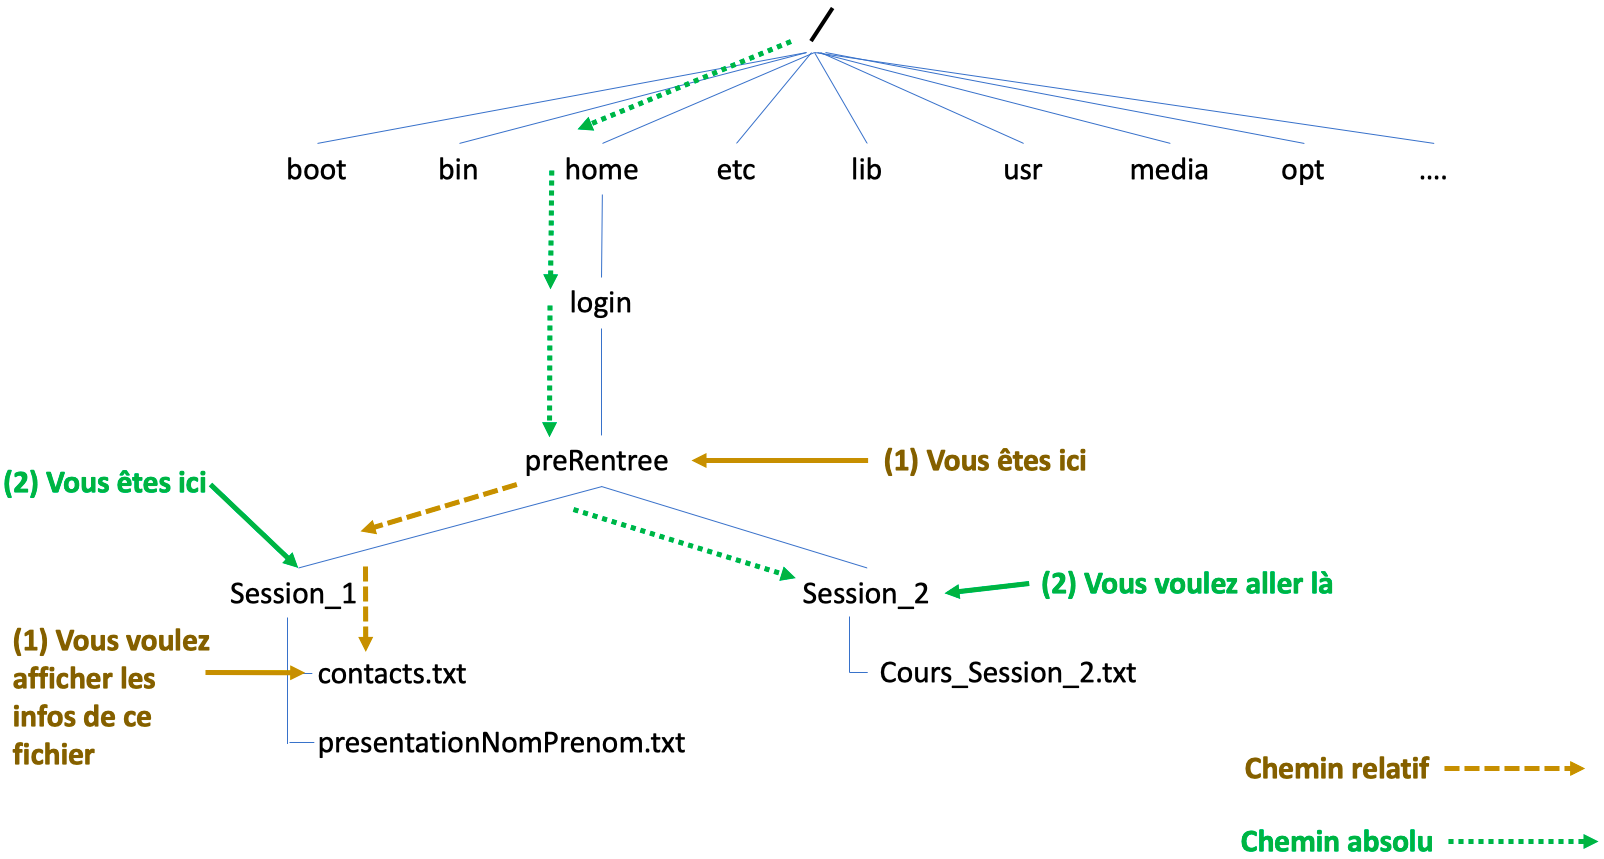 /
boot bin home etc lib usr media opt ....
login
preRentree
(1) Vous êtes ici
(2) Vous êtes ici
Session_1
Session_2
(2) Vous voulez aller là
(1) Vous voulez
afficher les
infos de ce
fichier
contacts.txt
Cours_Session_2.txt
presentationNomPrenom.txt
Chemin relatif
Chemin absolu